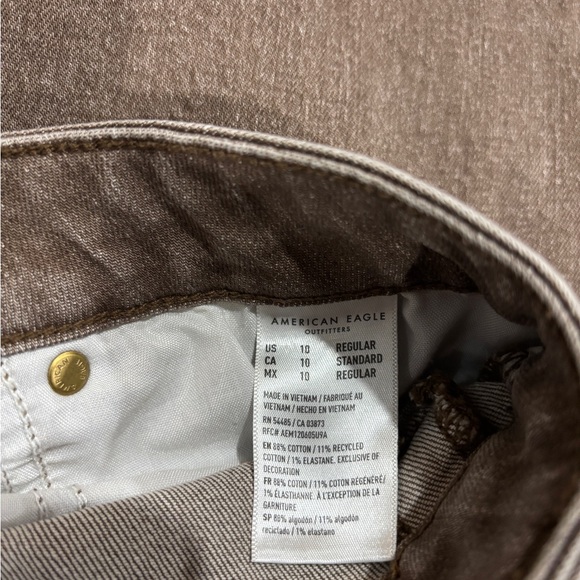 AMERICAN EAGLE
OUTFITTERS
US 10 REGULAR
CA 10 STANDARD
MX 10 REGULAR
MADE IN VIETNAM / FABRIQUÉ AU
VIETNAM / HECHO EN VIETNAM
RN 54485 / CA 03873
RFC# AEM120605U9A
EN 88% COTTON / 11% RECYCLED
COTTON / 1% ELASTANE. EXCLUSIVE OF
DECORATION
FR 88% COTON / 11% COTON RÉGÉNÉRÉ/
1% ÉLASTHANNE. À L'EXCEPTION DE LA
GARNITURE
SP 88% algodón / 11% algodón
reciclado / 1% elastano